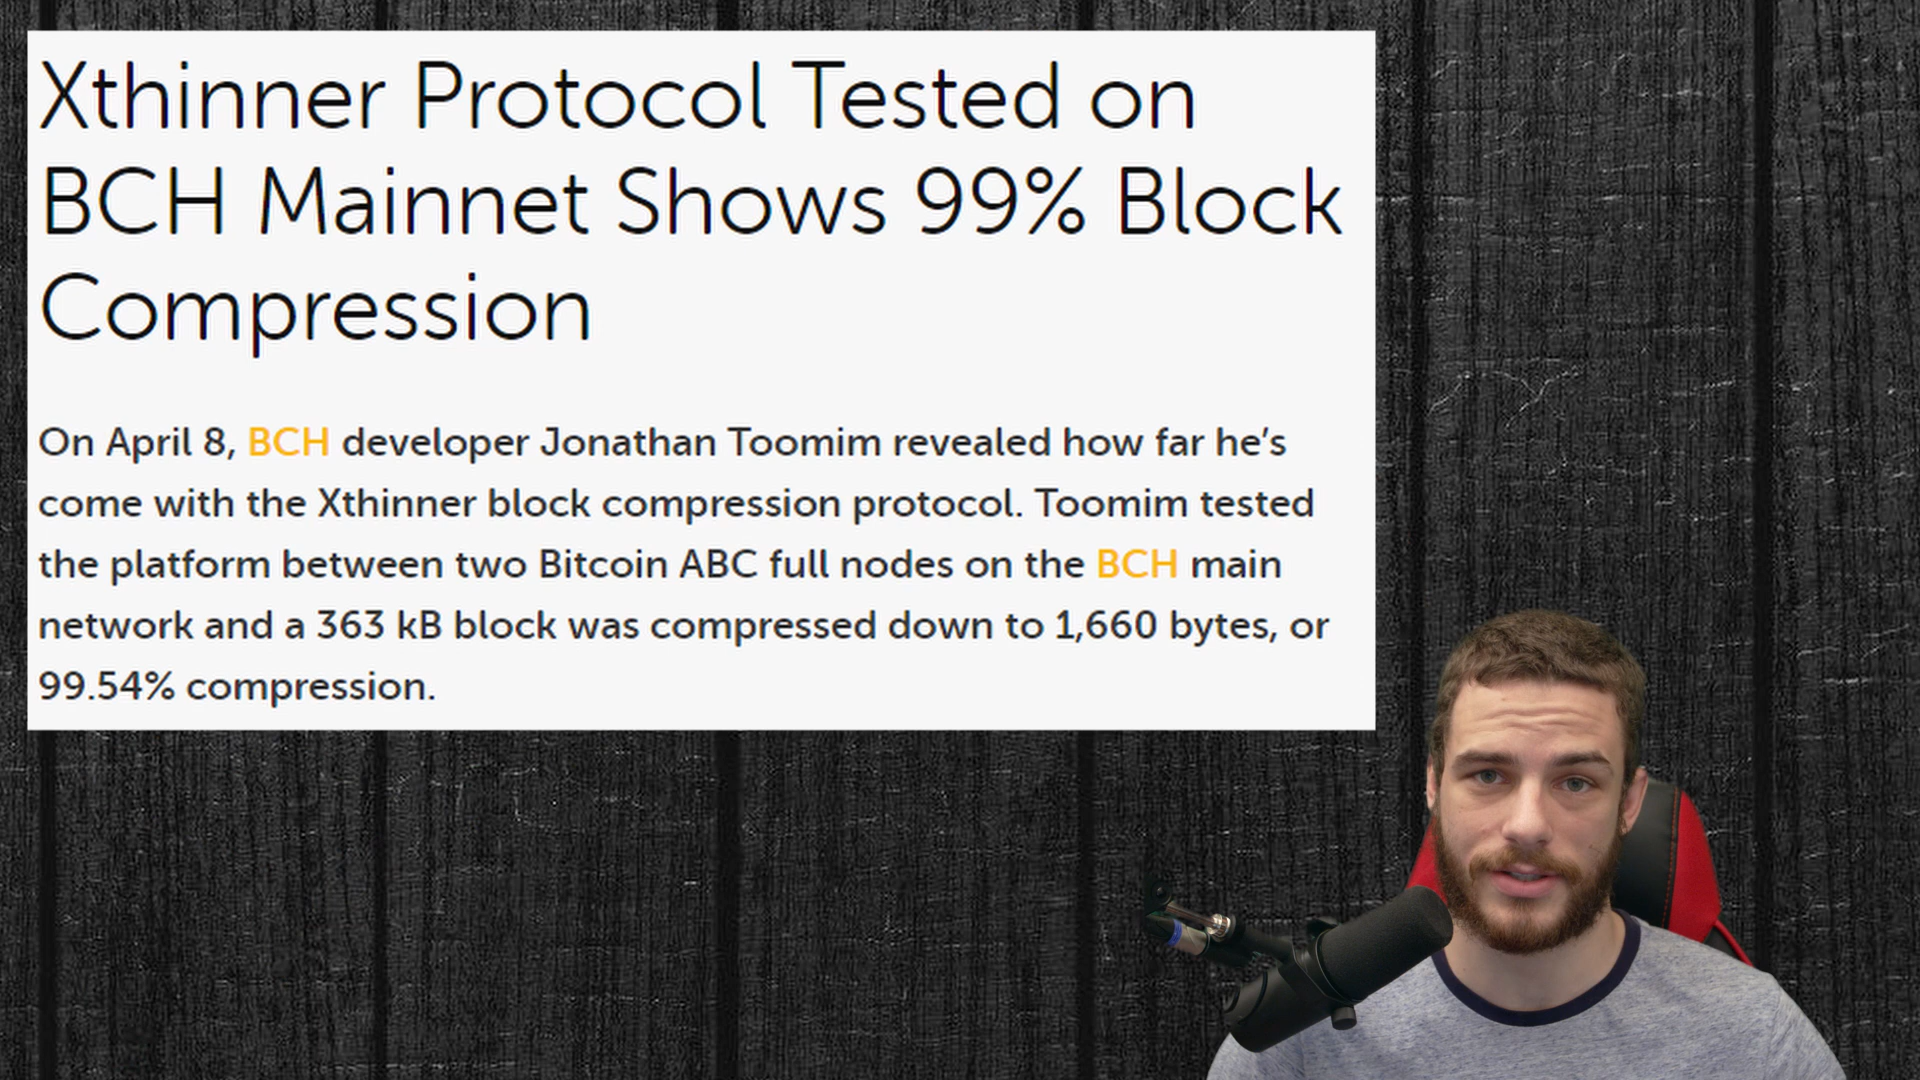 Xthinner Protocol Tested on
BCH Mainnet Shows 99% Block
Compression
On April 8, BCH developer Jonathan Toomim revealed how far he’s
come with the Xthinner block compression protocol. Toomim tested
the platform between two Bitcoin ABC full nodes on the BCH main
network and a 363 kB block was compressed down to 1,660 bytes, or
99.54% compression.